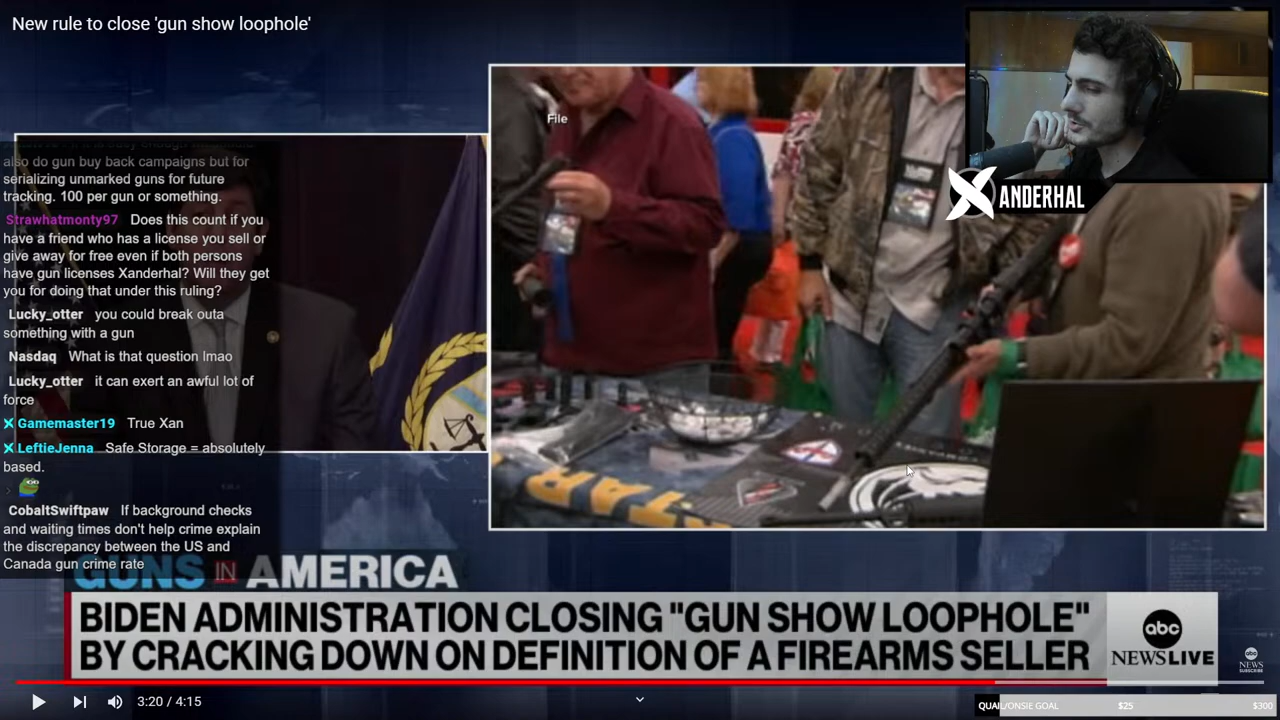 New rule to close 'gun show loophole'
File
ANDERHAL
also do gun buy back campaigns but for
serializing unmarked guns for future
tracking. 100 per gun or something.
Strawhatmonty97 Does this count if you
have a friend who has a license you sell or
give away for free even if both persons
have gun licenses Xanderhal? Will they get
you for doing that under this ruling?
Lucky_otter you could break outa
something with a gun
Nasdaq What is that question lmao
Lucky_otter it can exert an awful lot of
force
Gamemaster19 True Xan
LeftieJenna Safe Storage = absolutely
based.
CobaltSwiftpaw If background checks
and waiting times don't help crime explain
the discrepancy between the US and
Canada gun crime rate
GUNS IN AMERICA
BIDEN ADMINISTRATION CLOSING "GUN SHOW LOOPHOLE"
BY CRACKING DOWN ON DEFINITION OF A FIREARMS SELLER
abc
NEWS LIVE
abc
NEWS
SUBSCRIBE
3:20 / 4:15
QUAIL/ONSIE GOAL $25 $300